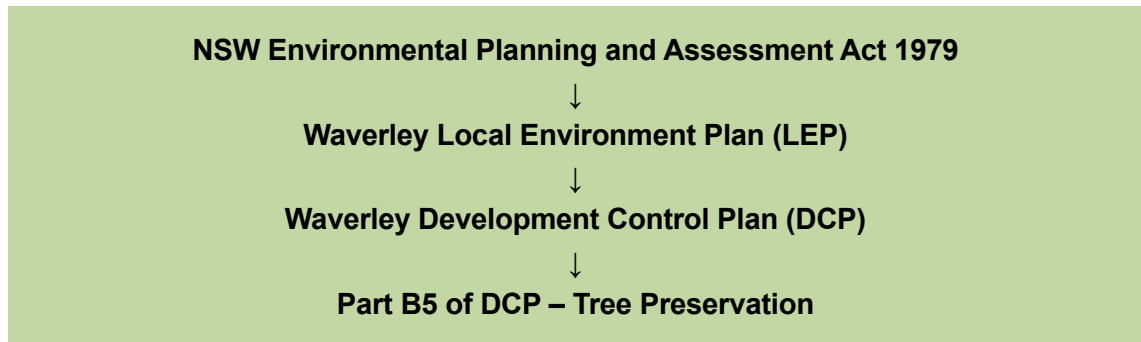 NSW Environmental Planning and Assessment Act 1979
↓
Waverley Local Environment Plan (LEP)
↓
Waverley Development Control Plan (DCP)
↓
Part B5 of DCP – Tree Preservation